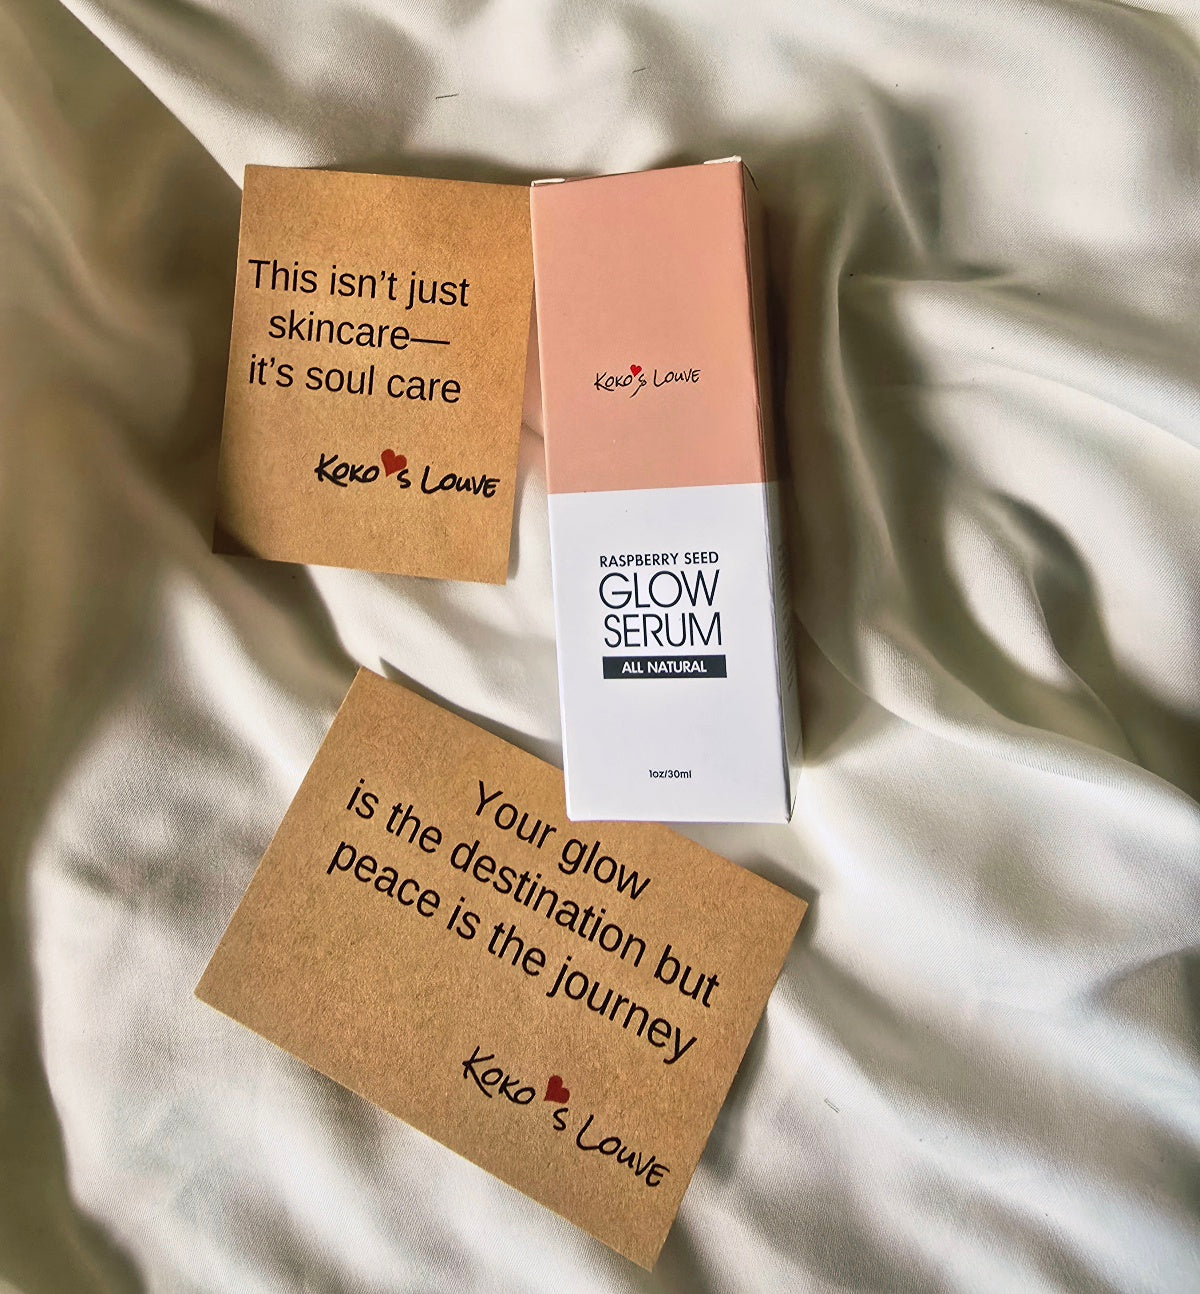 This isn’t just
skincare—
it’s soul care
KOKO’S LOUVE
KOKO’S LOUVE
RASPBERRY SEED
GLOW
SERUM
ALL NATURAL
1oz/30ml
Your glow
is the destination but
peace is the journey
KOKO’S LOUVE